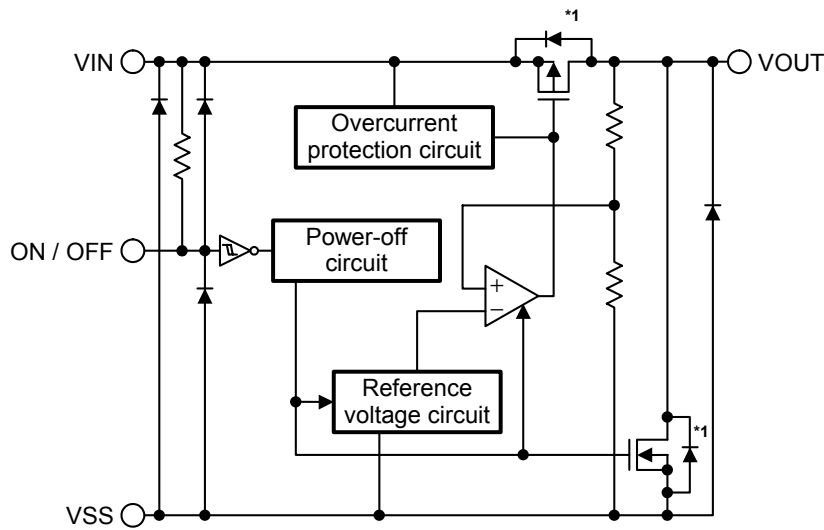 *1
VIN
VOUT
Overcurrent
protection circuit
ON / OFF
Power-off
circuit
+
−
Reference
voltage circuit
*1
VSS